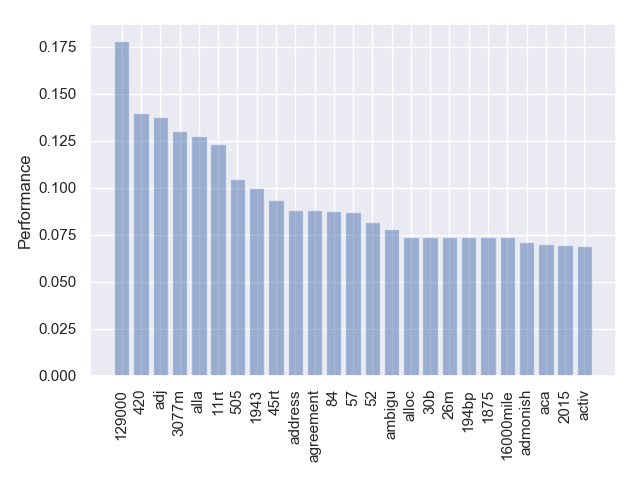 0.175
0.150
0.125
0.100
0.075
0.050
0.025
0.000
Performance
129000
420
adj
3077m
alla
11rt
505
1943
45rt
address
agreement
84
57
52
ambigu
alloc
30b
26m
194bp
1875
16000mile
admonish
aca
2015
activ